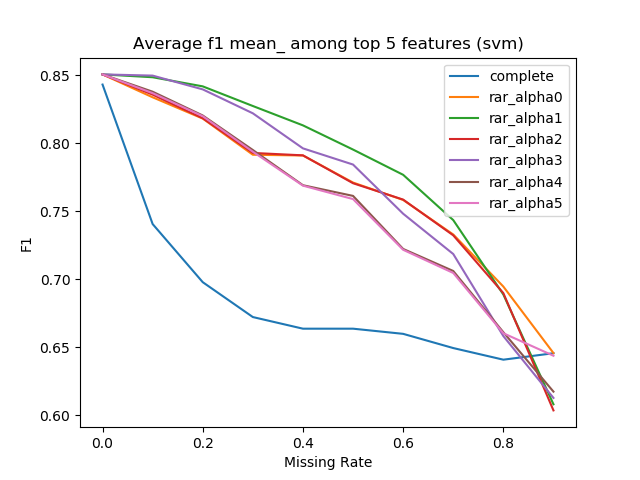 Average f1 mean_ among top 5 features (svm)
complete
rar_alpha0
rar_alpha1
rar_alpha2
rar_alpha3
rar_alpha4
rar_alpha5
F1
0.85
0.80
0.75
0.70
0.65
0.60
0.0 0.2 0.4 0.6 0.8
Missing Rate